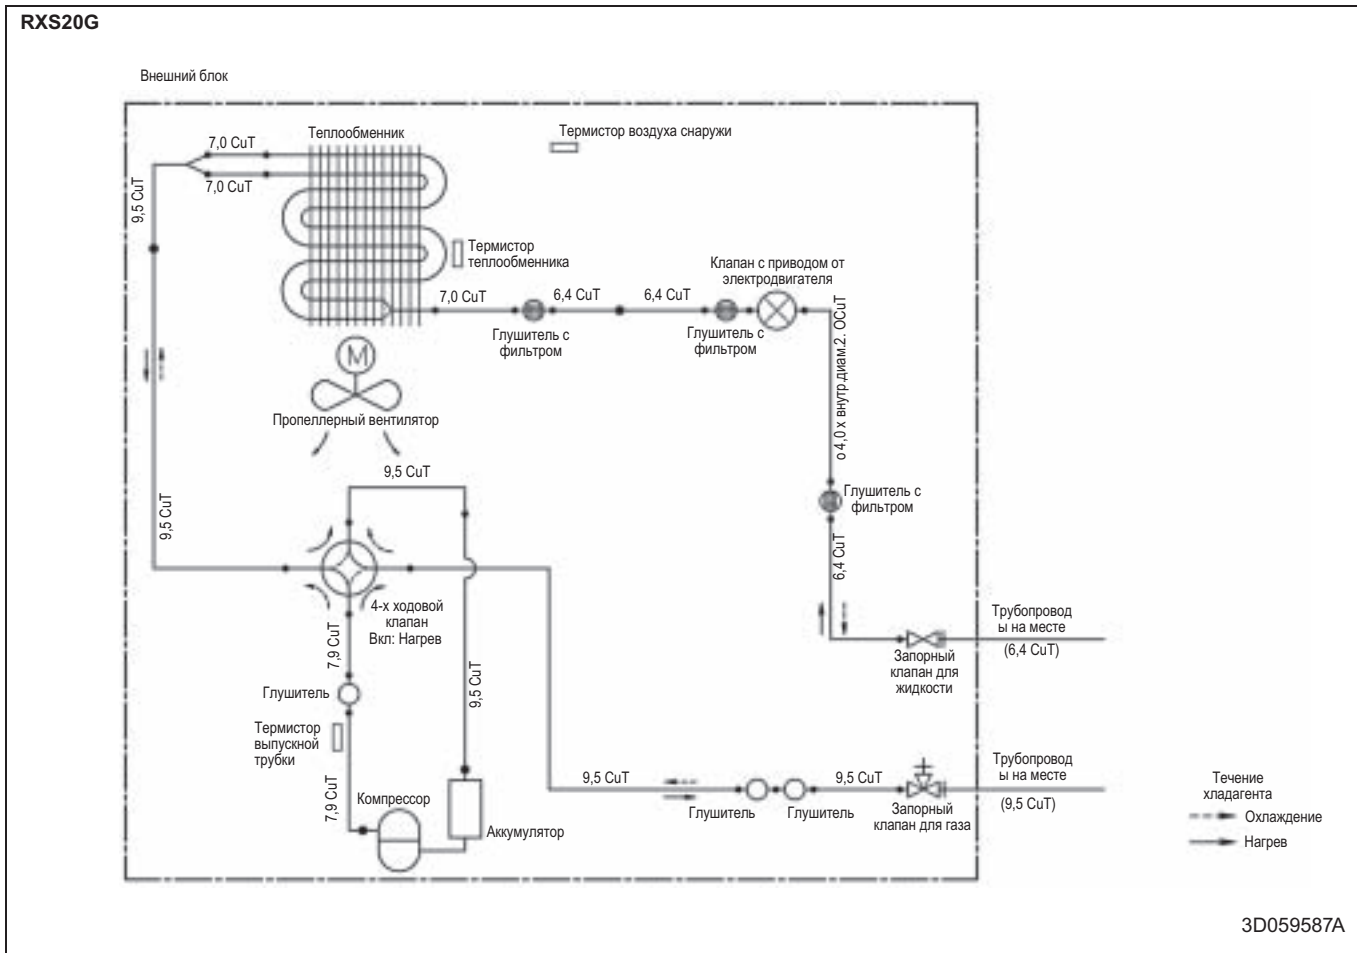 RXS20G
Внешний блок
7,0 CuT
Теплообменник
Термистор воздуха снаружи
7,0 CuT
9,5 CuT
Термистор
теплообменника
Клапан с приводом от
электродвигателя
7,0 CuT
6,4 CuT
6,4 CuT
Глушитель с
фильтром
Глушитель с
фильтром
M
Пропеллерный вентилятор
о 4,0 x внутр.диам.2. OCuT
9,5 CuT
9,5 CuT
Глушитель с
фильтром
6,4 CuT
4-х ходовой
клапан
Вкл: Нагрев
7,9 CuT
Трубопровод
ы на месте
(6,4 CuT)
Запорный
клапан для
жидкости
Глушитель
9,5 CuT
Термистор
выпускной
трубки
7,9 CuT
Компрессор
Аккумулятор
9,5 CuT
Глушитель
Глушитель
9,5 CuT
Запорный
клапан для газа
Трубопровод
ы на месте
(9,5 CuT)
Течение
хладагента
Охлаждение
Нагрев
3D059587A